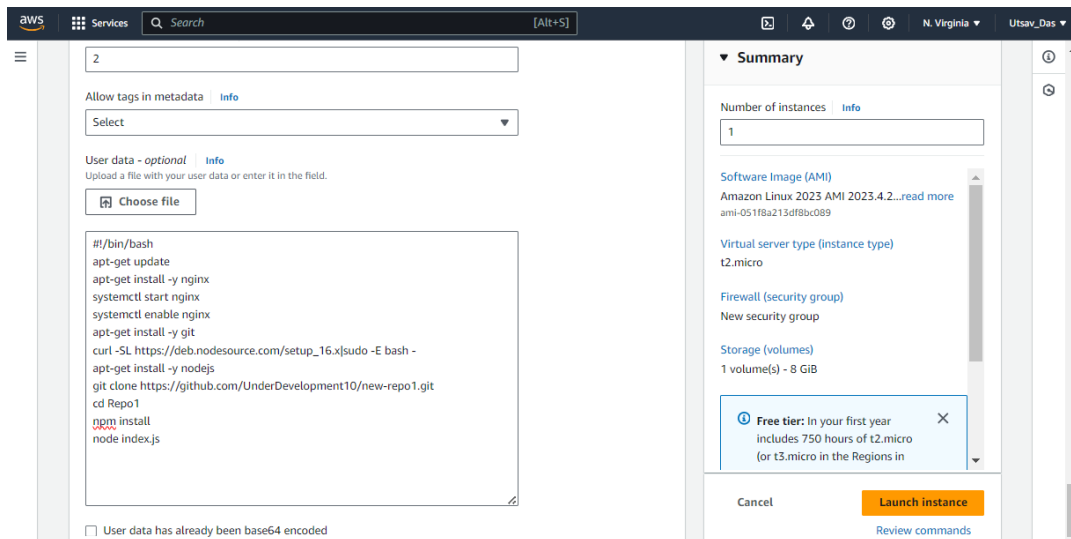 aws
Services
Search
[Alt+S]
N. Virginia
Utsav_Das
2
Allow tags in metadata
Info
Select
User data - optional
Info
Upload a file with your user data or enter it in the field.
Choose file
#!/bin/bash
apt-get update
apt-get install -y nginx
systemctl start nginx
systemctl enable nginx
apt-get install -y git
curl -SL https://deb.nodesource.com/setup_16.x|sudo -E bash -
apt-get install -y nodejs
git clone https://github.com/UnderDevelopment10/new-repo1.git
cd Repo1
npm install
node index.js
User data has already been base64 encoded
Summary
Number of instances
Info
1
Software Image (AMI)
Amazon Linux 2023 AMI 2023.4.2...read more
ami-051f8a213df8bc089
Virtual server type (instance type)
t2.micro
Firewall (security group)
New security group
Storage (volumes)
1 volume(s) - 8 GiB
Free tier: In your first year
includes 750 hours of t2.micro
(or t3.micro in the Regions in
Cancel
Launch instance
Review commands